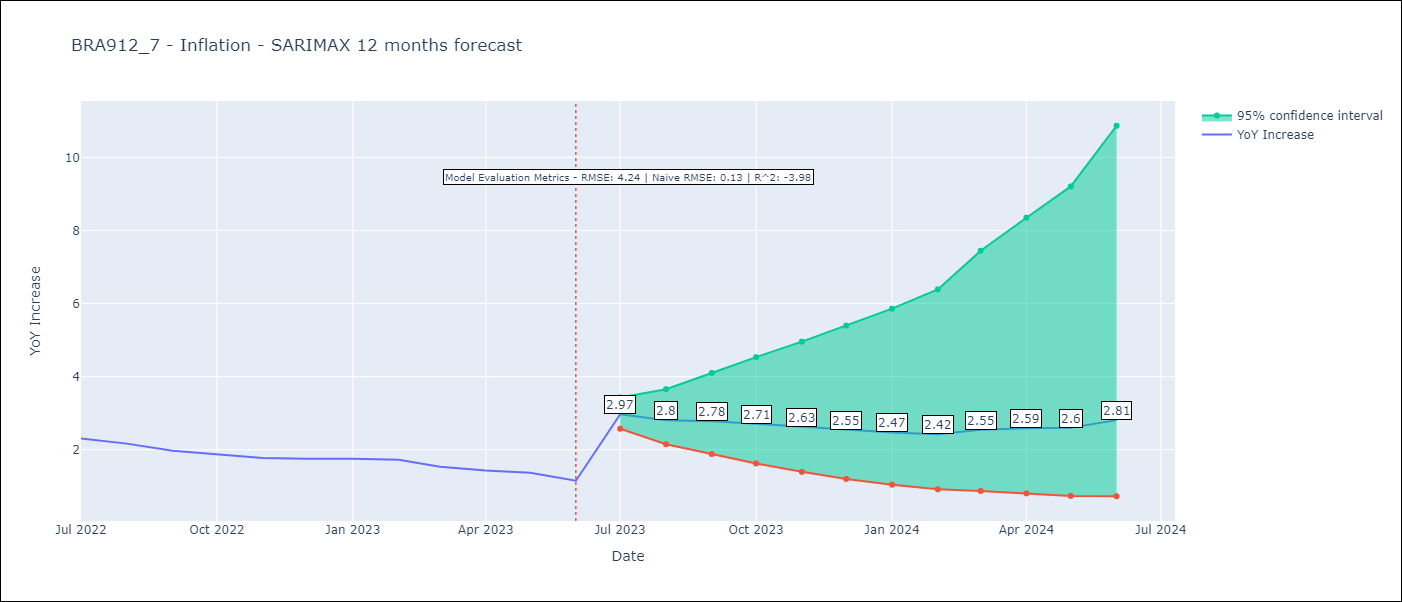 BRA912_7 - Inflation - SARIMAX 12 months forecast
95% confidence interval
YoY Increase
Model Evaluation Metrics - RMSE: 4.24 | Naive RMSE: 0.13 | R^2: -3.98
10
8
6
4
2
YoY Increase
2.97
2.8
2.78
2.71
2.63
2.55
2.47
2.42
2.55
2.59
2.6
2.81
Jul 2022
Oct 2022
Jan 2023
Apr 2023
Jul 2023
Oct 2023
Jan 2024
Apr 2024
Jul 2024
Date